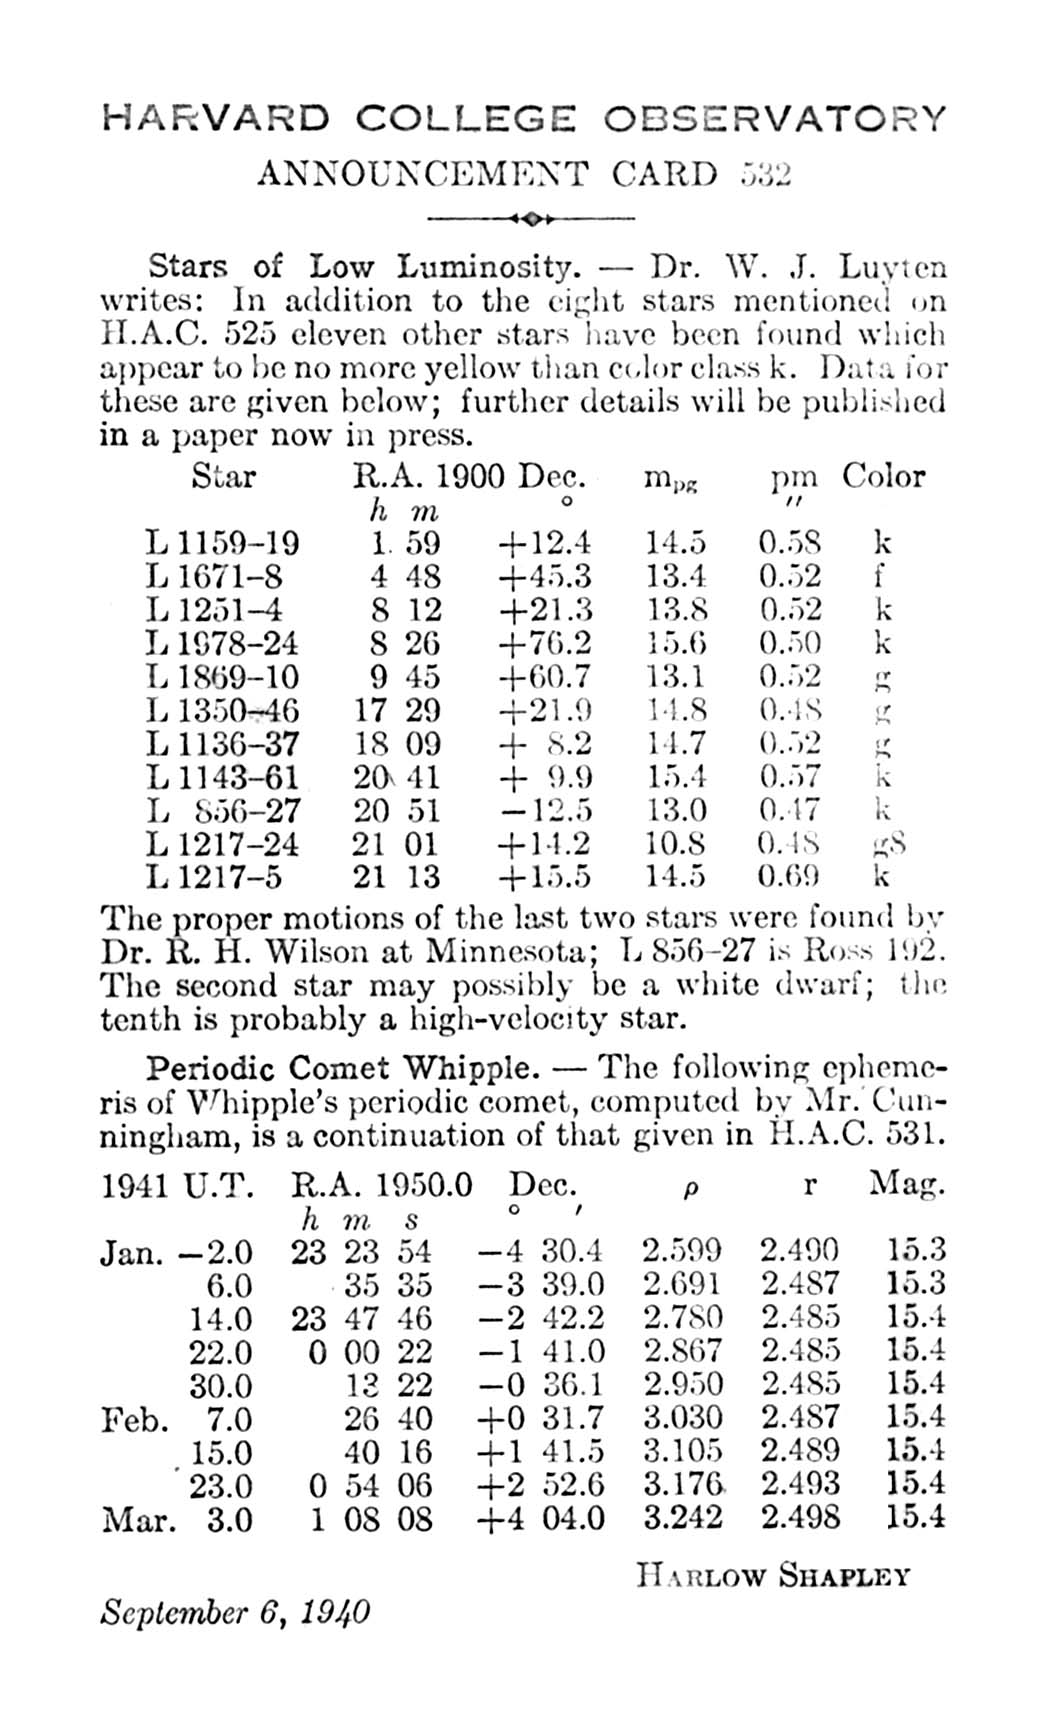 HARVARD COLLEGE OBSERVATORY
ANNOUNCEMENT CARD 532
Stars of Low Luminosity. — Dr. W. J. Luyten
writes: In addition to the eight stars mentioned on
H.A.C. 525 eleven other stars have been found which
appear to be no more yellow than color class k. Data for
these are given below; further details will be published
in a paper now in press.
Star R.A. 1900 Dec. mpg pm Color
h m ° ″
L 1159–19 1 59 +12.4 14.5 0.58 k
L 1671–8 4 48 +45.3 13.4 0.52 f
L 1251–4 8 12 +21.3 13.8 0.52 k
L 1978–24 8 26 +76.2 15.6 0.50 k
L 1869–10 9 45 +60.7 13.1 0.52 g
L 1350–46 17 29 +21.9 14.8 0.48 g
L 1136–37 18 09 + 8.2 14.7 0.52 g
L 1143–61 20 41 + 9.9 15.4 0.57 k
L 856–27 20 51 −12.5 13.0 0.47 k
L 1217–24 21 01 +14.2 10.8 0.48 g8
L 1217–5 21 13 +15.5 14.5 0.69 k
The proper motions of the last two stars were found by
Dr. R. H. Wilson at Minnesota; L 856–27 is Ross 192.
The second star may possibly be a white dwarf; the
tenth is probably a high-velocity star.
Periodic Comet Whipple. — The following epheme-
ris of Whipple's periodic comet, computed by Mr. Cun-
ningham, is a continuation of that given in H.A.C. 531.
1941 U.T. R.A. 1950.0 Dec. ρ r Mag.
h m s ° ′
Jan. −2.0 23 23 54 −4 30.4 2.599 2.490 15.3
6.0 35 35 −3 39.0 2.691 2.487 15.3
14.0 23 47 46 −2 42.2 2.780 2.485 15.4
22.0 0 00 22 −1 41.0 2.867 2.485 15.4
30.0 13 22 −0 36.1 2.950 2.485 15.4
Feb. 7.0 26 40 +0 31.7 3.030 2.487 15.4
15.0 40 16 +1 41.5 3.105 2.489 15.4
23.0 0 54 06 +2 52.6 3.176 2.493 15.4
Mar. 3.0 1 08 08 +4 04.0 3.242 2.498 15.4
HARLOW SHAPLEY
September 6, 1940